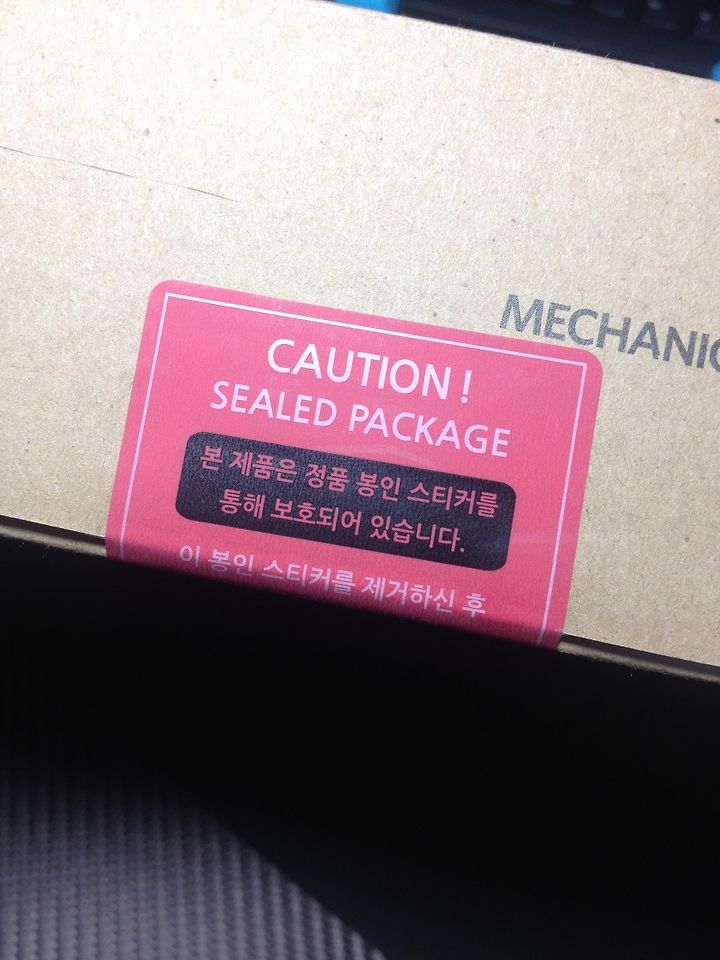 MECHANIC
CAUTION!
SEALED PACKAGE
본 제품은 정품 봉인 스티커를
통해 보호되어 있습니다.
이 봉인 스티커를 제거하신 후